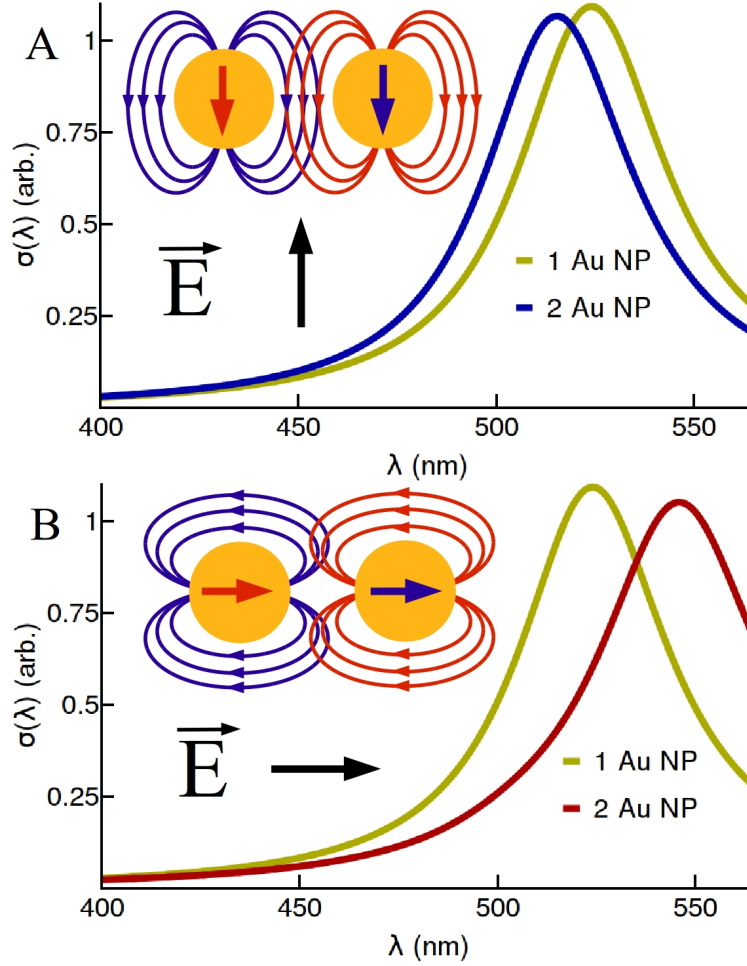 A
1
0.75
0.5
0.25
σ(λ) (arb.)
E
1 Au NP
2 Au NP
400
450
500
550
λ (nm)
B
1
0.75
0.5
0.25
σ(λ) (arb.)
E
1 Au NP
2 Au NP
400
450
500
550
λ (nm)